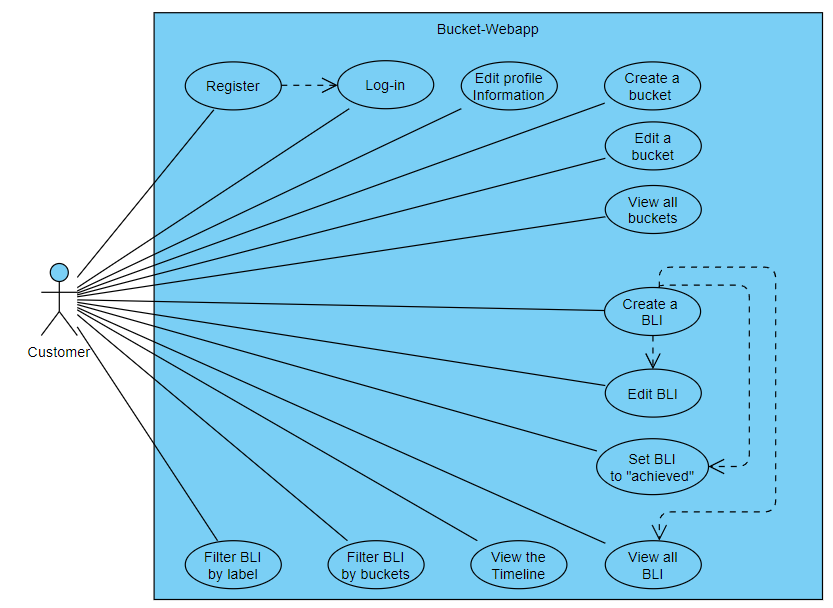 Bucket-Webapp
Register
Log-in
Edit profile
Information
Create a
bucket
Edit a
bucket
View all
buckets
Customer
Create a
BLI
Edit BLI
Set BLI
to "achieved"
Filter BLI
by label
Filter BLI
by buckets
View the
Timeline
View all
BLI